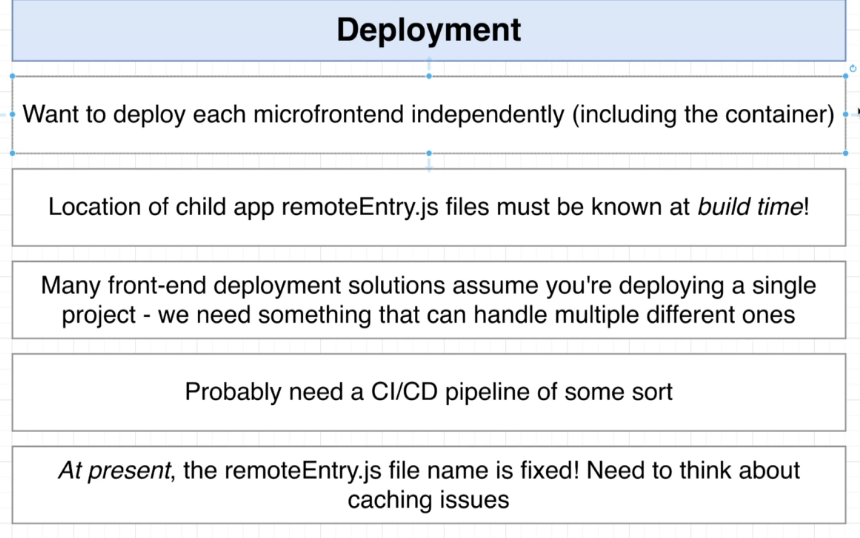 Deployment
Want to deploy each microfrontend independently (including the container)
Location of child app remoteEntry.js files must be known at build time!
Many front-end deployment solutions assume you're deploying a single
project - we need something that can handle multiple different ones
Probably need a CI/CD pipeline of some sort
At present, the remoteEntry.js file name is fixed! Need to think about
caching issues